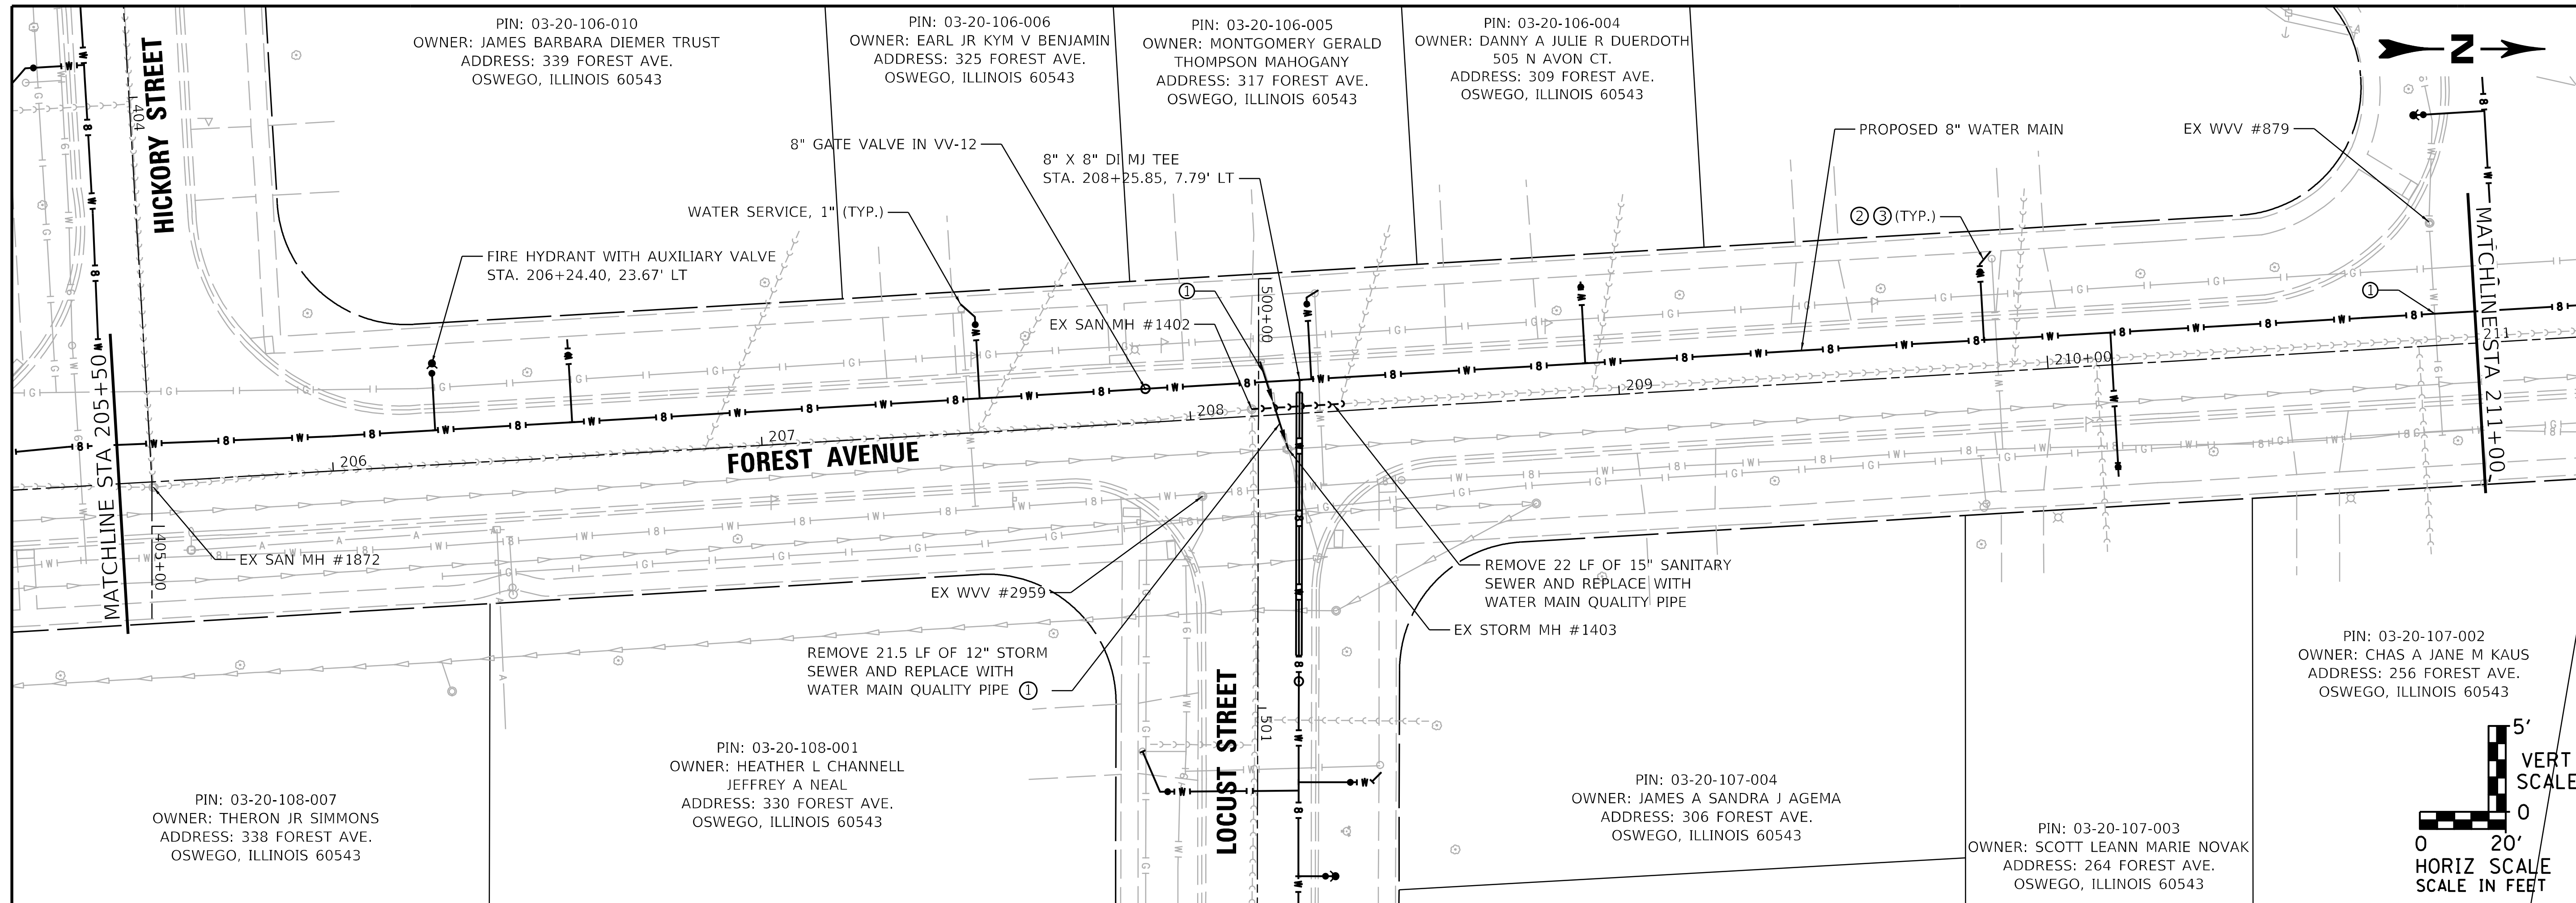 PIN: 03-20-106-010
OWNER: JAMES BARBARA DIEMER TRUST
ADDRESS: 339 FOREST AVE.
OSWEGO, ILLINOIS 60543
PIN: 03-20-106-006
OWNER: EARL JR KYM V BENJAMIN
ADDRESS: 325 FOREST AVE.
OSWEGO, ILLINOIS 60543
PIN: 03-20-106-005
OWNER: MONTGOMERY GERALD
THOMPSON MAHOGANY
ADDRESS: 317 FOREST AVE.
OSWEGO, ILLINOIS 60543
PIN: 03-20-106-004
OWNER: DANNY A JULIE R DUERDOTH
505 N AVON CT.
ADDRESS: 309 FOREST AVE.
OSWEGO, ILLINOIS 60543
N
HICKORY STREET
404
8" GATE VALVE IN VV-12
8" X 8" DI MJ TEE
STA. 208+25.85, 7.79' LT
PROPOSED 8" WATER MAIN
EX WVV #879
WATER SERVICE, 1" (TYP.)
2 3 (TYP.)
FIRE HYDRANT WITH AUXILIARY VALVE
STA. 206+24.40, 23.67' LT
1
EX SAN MH #1402
500+00
1
MATCHLINE STA 211+00
211
210+00
209
208
207
206
MATCHLINE STA 205+50
FOREST AVENUE
405+00
EX SAN MH #1872
EX WVV #2959
REMOVE 22 LF OF 15" SANITARY
SEWER AND REPLACE WITH
WATER MAIN QUALITY PIPE
EX STORM MH #1403
REMOVE 21.5 LF OF 12" STORM
SEWER AND REPLACE WITH
WATER MAIN QUALITY PIPE 1
LOCUST STREET
501
PIN: 03-20-107-002
OWNER: CHAS A JANE M KAUS
ADDRESS: 256 FOREST AVE.
OSWEGO, ILLINOIS 60543
PIN: 03-20-108-001
OWNER: HEATHER L CHANNELL
JEFFREY A NEAL
ADDRESS: 330 FOREST AVE.
OSWEGO, ILLINOIS 60543
PIN: 03-20-108-007
OWNER: THERON JR SIMMONS
ADDRESS: 338 FOREST AVE.
OSWEGO, ILLINOIS 60543
PIN: 03-20-107-004
OWNER: JAMES A SANDRA J AGEMA
ADDRESS: 306 FOREST AVE.
OSWEGO, ILLINOIS 60543
PIN: 03-20-107-003
OWNER: SCOTT LEANN MARIE NOVAK
ADDRESS: 264 FOREST AVE.
OSWEGO, ILLINOIS 60543
5'
VERT
SCALE
0
0 20'
HORIZ SCALE
SCALE IN FEET